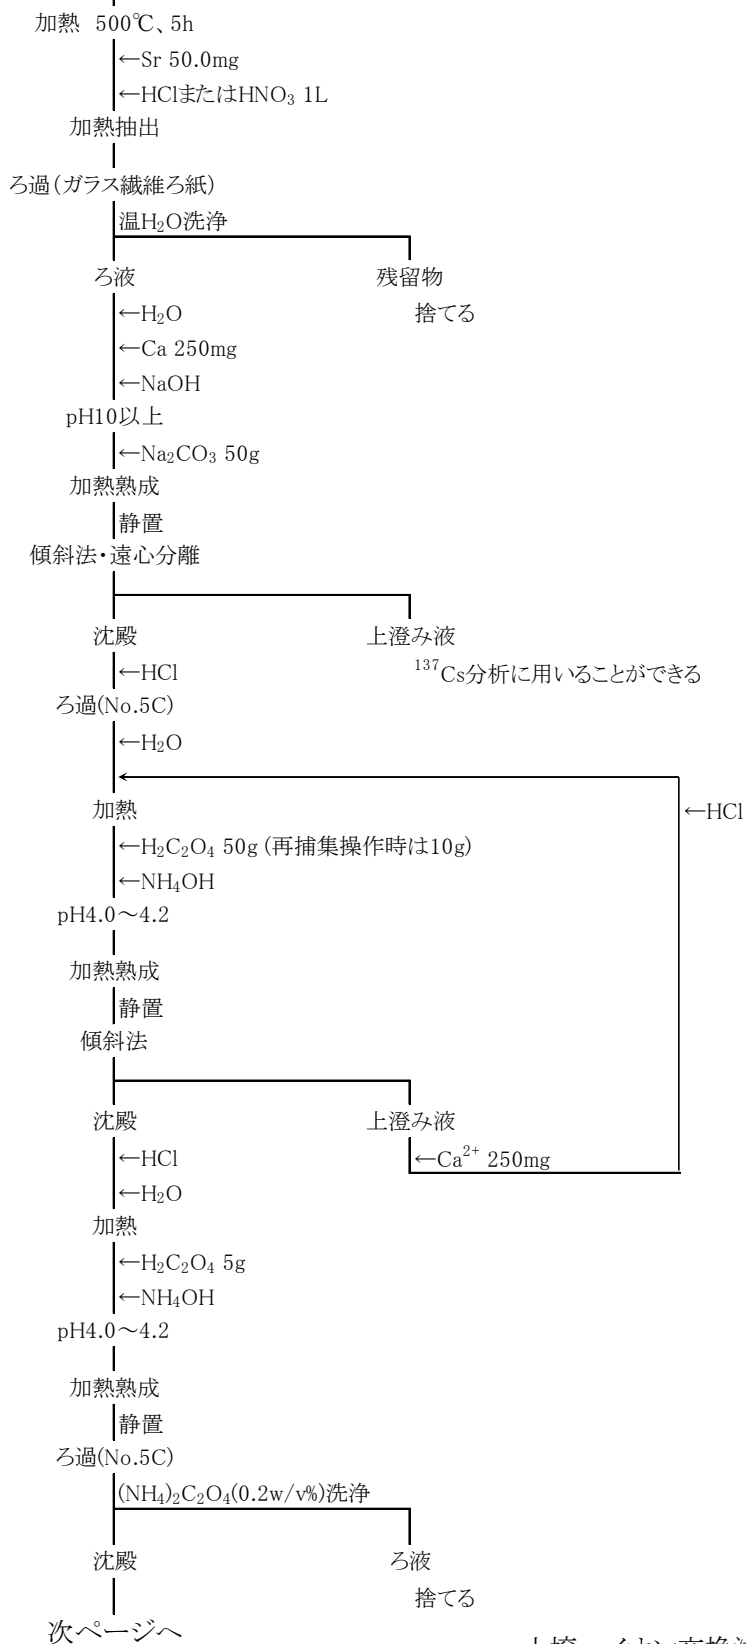 加熱 500℃、5h
←Sr 50.0mg
←HClまたはHNO₃ 1L
加熱抽出
ろ過(ガラス繊維ろ紙)
温H₂O洗浄
ろ液 残留物
←H₂O 捨てる
←Ca 250mg
←NaOH
pH10以上
←Na₂CO₃ 50g
加熱熟成
静置
傾斜法・遠心分離
沈殿 上澄み液
←HCl ¹³⁷Cs分析に用いることができる
ろ過(No.5C)
←H₂O
加熱 ←HCl
←H₂C₂O₄ 50g (再捕集操作時は10g)
←NH₄OH
pH4.0～4.2
加熱熟成
静置
傾斜法
沈殿 上澄み液
←HCl ←Ca²⁺ 250mg
←H₂O
加熱
←H₂C₂O₄ 5g
←NH₄OH
pH4.0～4.2
加熱熟成
静置
ろ過(No.5C)
(NH₄)₂C₂O₄(0.2w/v%)洗浄
沈殿 ろ液
捨てる
次ページへ